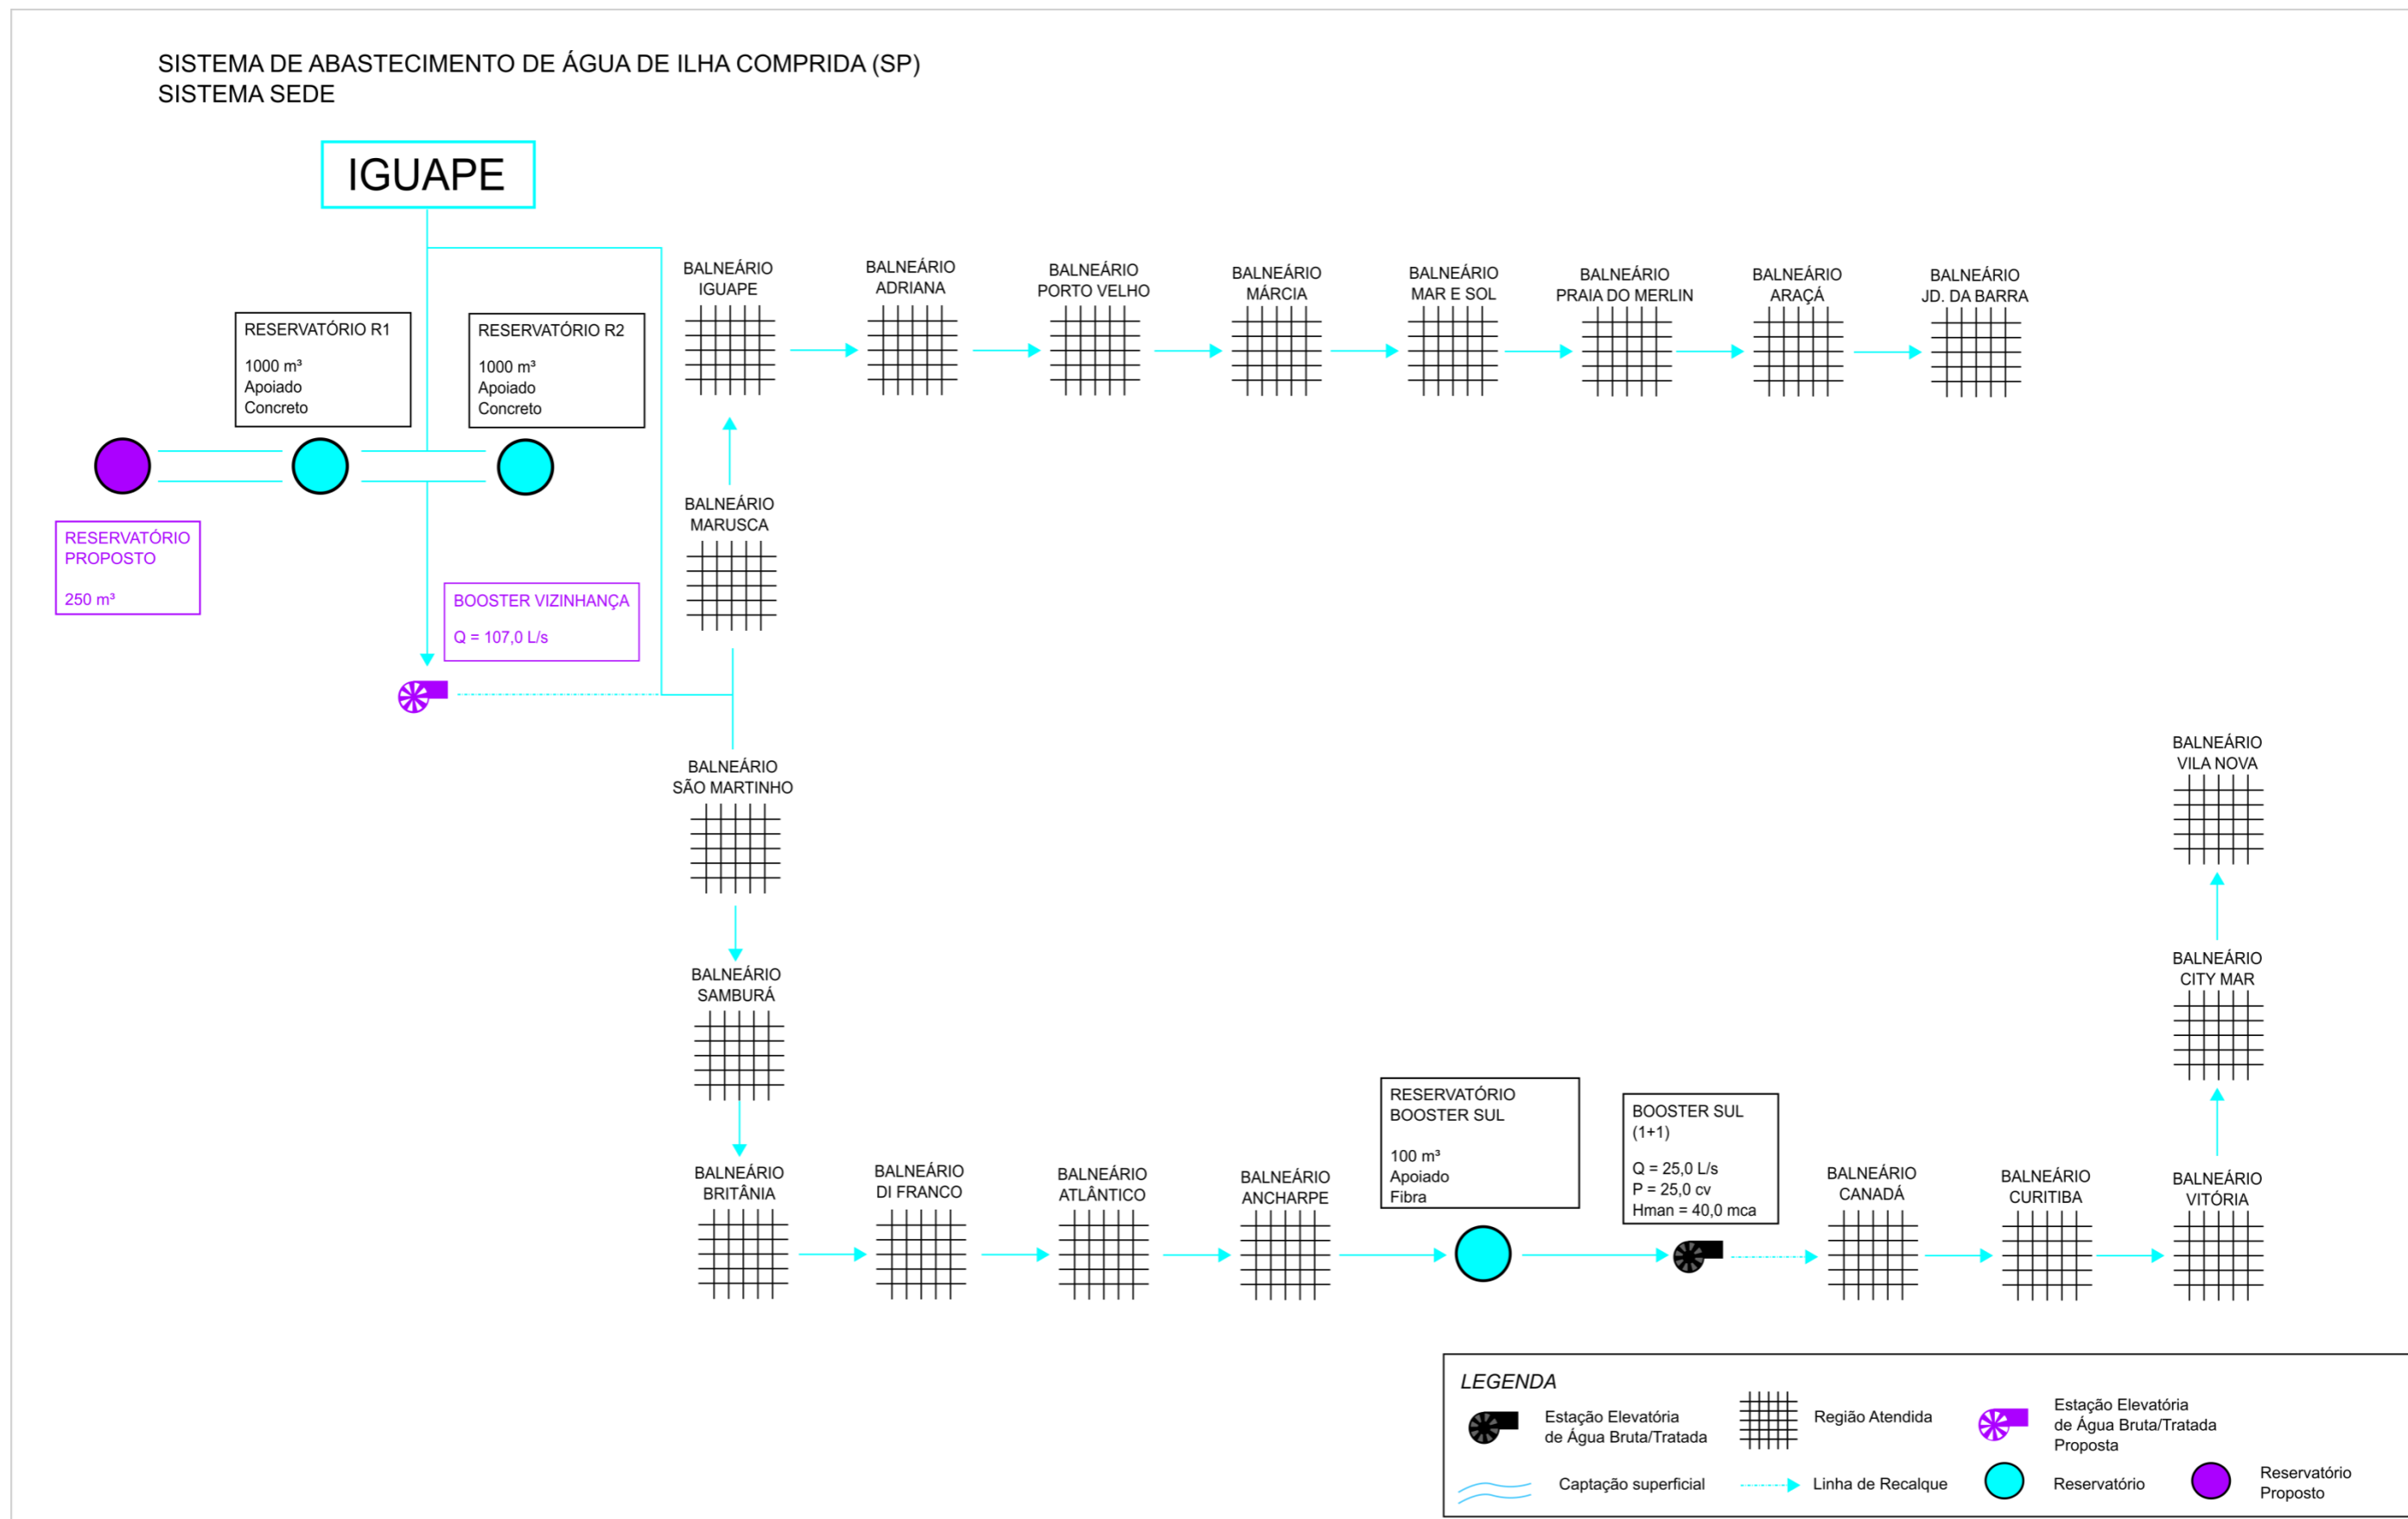 SISTEMA DE ABASTECIMENTO DE ÁGUA DE ILHA COMPRIDA (SP)
SISTEMA SEDE
IGUAPE
RESERVATÓRIO R1
1000 m³
Apoiado
Concreto
RESERVATÓRIO R2
1000 m³
Apoiado
Concreto
RESERVATÓRIO
PROPOSTO
250 m³
BOOSTER VIZINHANÇA
Q = 107,0 L/s
BALNEÁRIO
IGUAPE
BALNEÁRIO
ADRIANA
BALNEÁRIO
PORTO VELHO
BALNEÁRIO
MÁRCIA
BALNEÁRIO
MAR E SOL
BALNEÁRIO
PRAIA DO MERLIN
BALNEÁRIO
ARAÇÁ
BALNEÁRIO
JD. DA BARRA
BALNEÁRIO
MARUSCA
BALNEÁRIO
SÃO MARTINHO
BALNEÁRIO
SAMBURÁ
BALNEÁRIO
BRITÂNIA
BALNEÁRIO
DI FRANCO
BALNEÁRIO
ATLÂNTICO
BALNEÁRIO
ANCHARPE
RESERVATÓRIO
BOOSTER SUL
100 m³
Apoiado
Fibra
BOOSTER SUL
(1+1)
Q = 25,0 L/s
P = 25,0 cv
Hman = 40,0 mca
BALNEÁRIO
CANADÁ
BALNEÁRIO
CURITIBA
BALNEÁRIO
VITÓRIA
BALNEÁRIO
CITY MAR
BALNEÁRIO
VILA NOVA
LEGENDA
Estação Elevatória
de Água Bruta/Tratada
Região Atendida
Estação Elevatória
de Água Bruta/Tratada
Proposta
Captação superficial
Linha de Recalque
Reservatório
Reservatório
Proposto